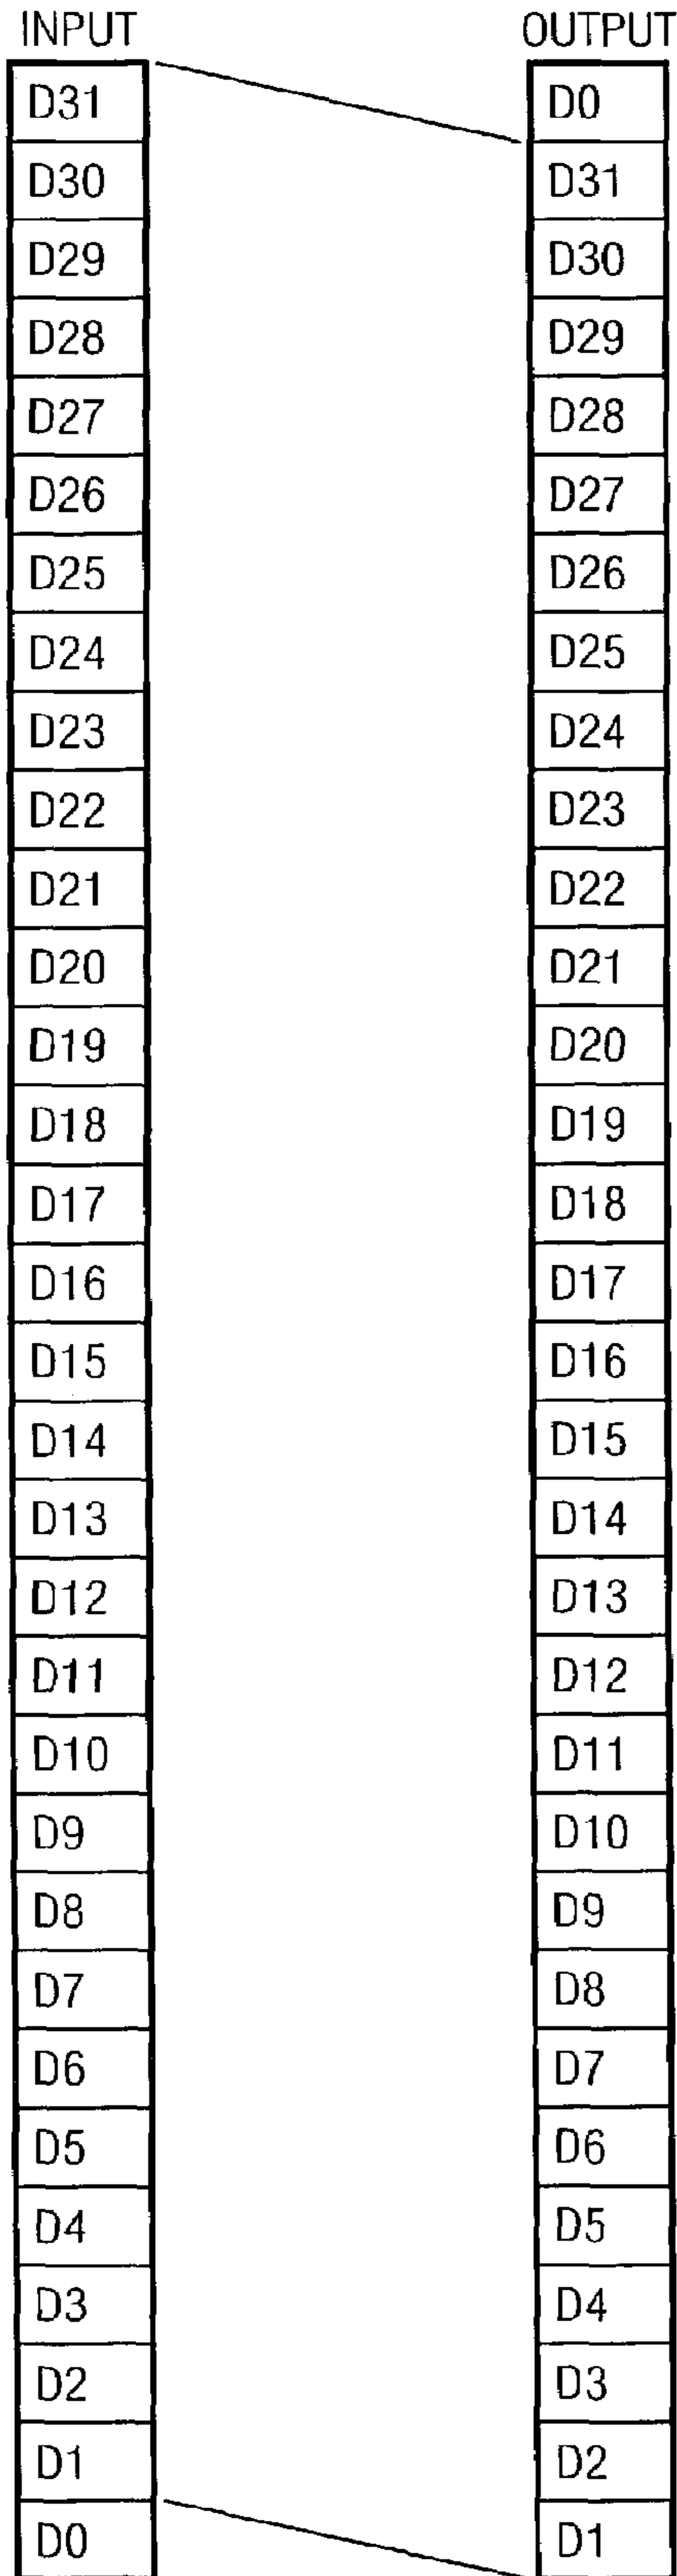 INPUT OUTPUT
D31 D0
D30 D31
D29 D30
D28 D29
D27 D28
D26 D27
D25 D26
D24 D25
D23 D24
D22 D23
D21 D22
D20 D21
D19 D20
D18 D19
D17 D18
D16 D17
D15 D16
D14 D15
D13 D14
D12 D13
D11 D12
D10 D11
D9 D10
D8 D9
D7 D8
D6 D7
D5 D6
D4 D5
D3 D4
D2 D3
D1 D2
D0 D1